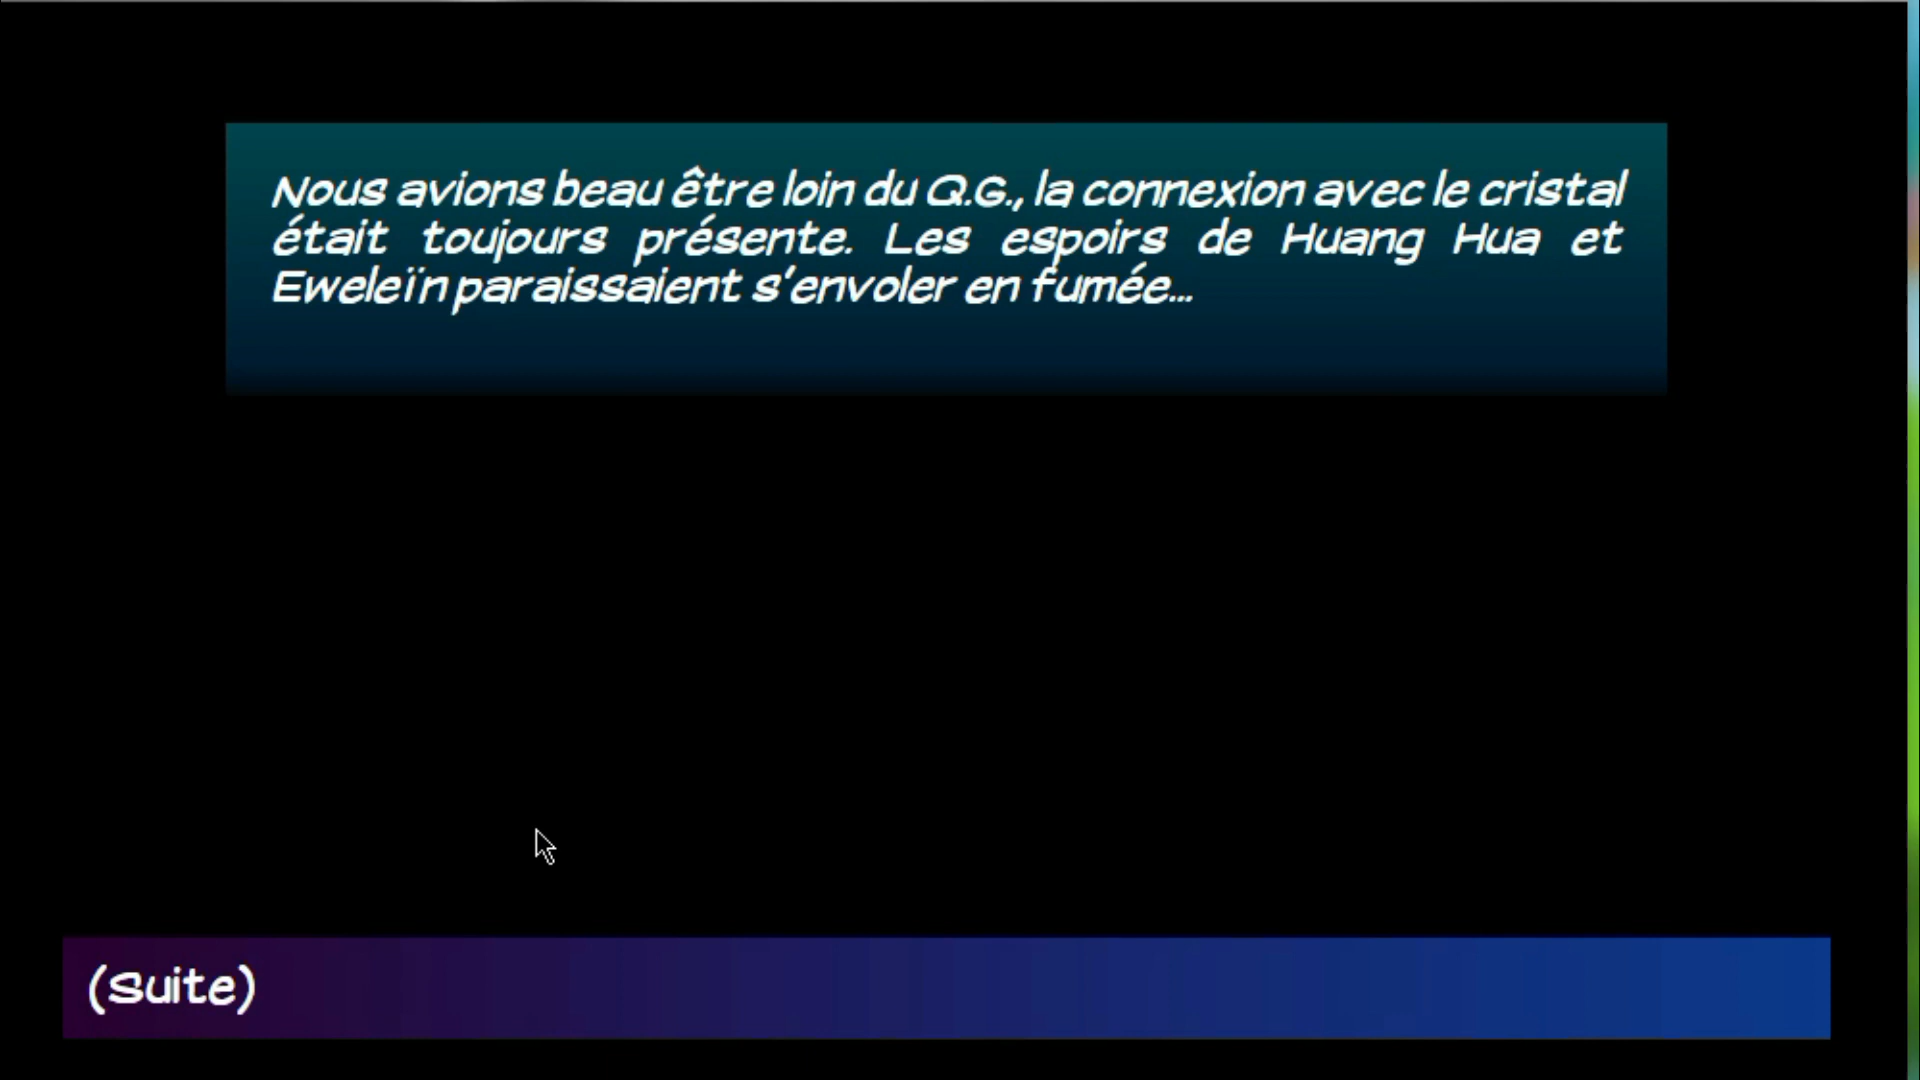 Nous avions beau être loin du Q.G., la connexion avec le cristal
était toujours présente. Les espoirs de Huang Hua et
Eweleïn paraissaient s'envoler en fumée...
(Suite)